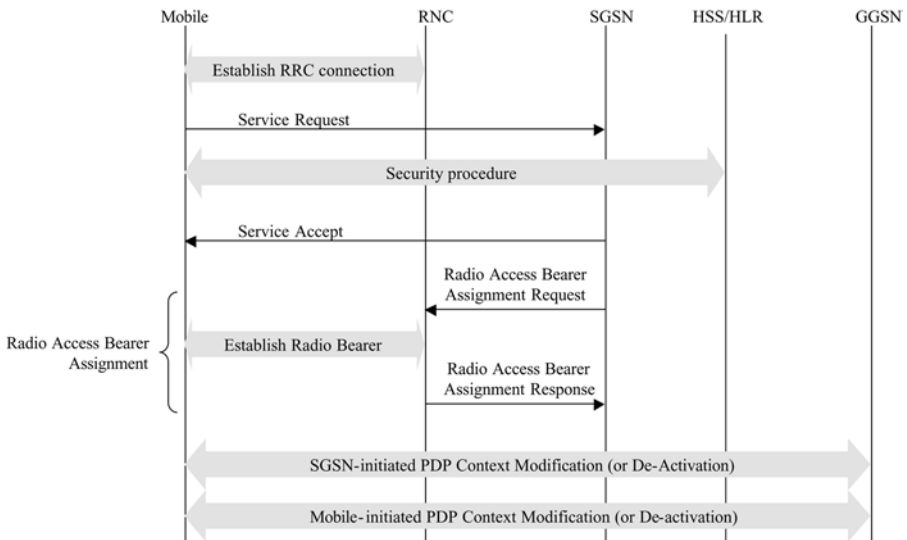 Mobile
RNC
SGSN
HSS/HLR
GGSN
Establish RRC connection
Service Request
Security procedure
Service Accept
Radio Access Bearer
Assignment Request
Radio Access Bearer
Assignment
Establish Radio Bearer
Radio Access Bearer
Assignment Response
SGSN-initiated PDP Context Modification (or De-Activation)
Mobile-initiated PDP Context Modification (or De-activation)